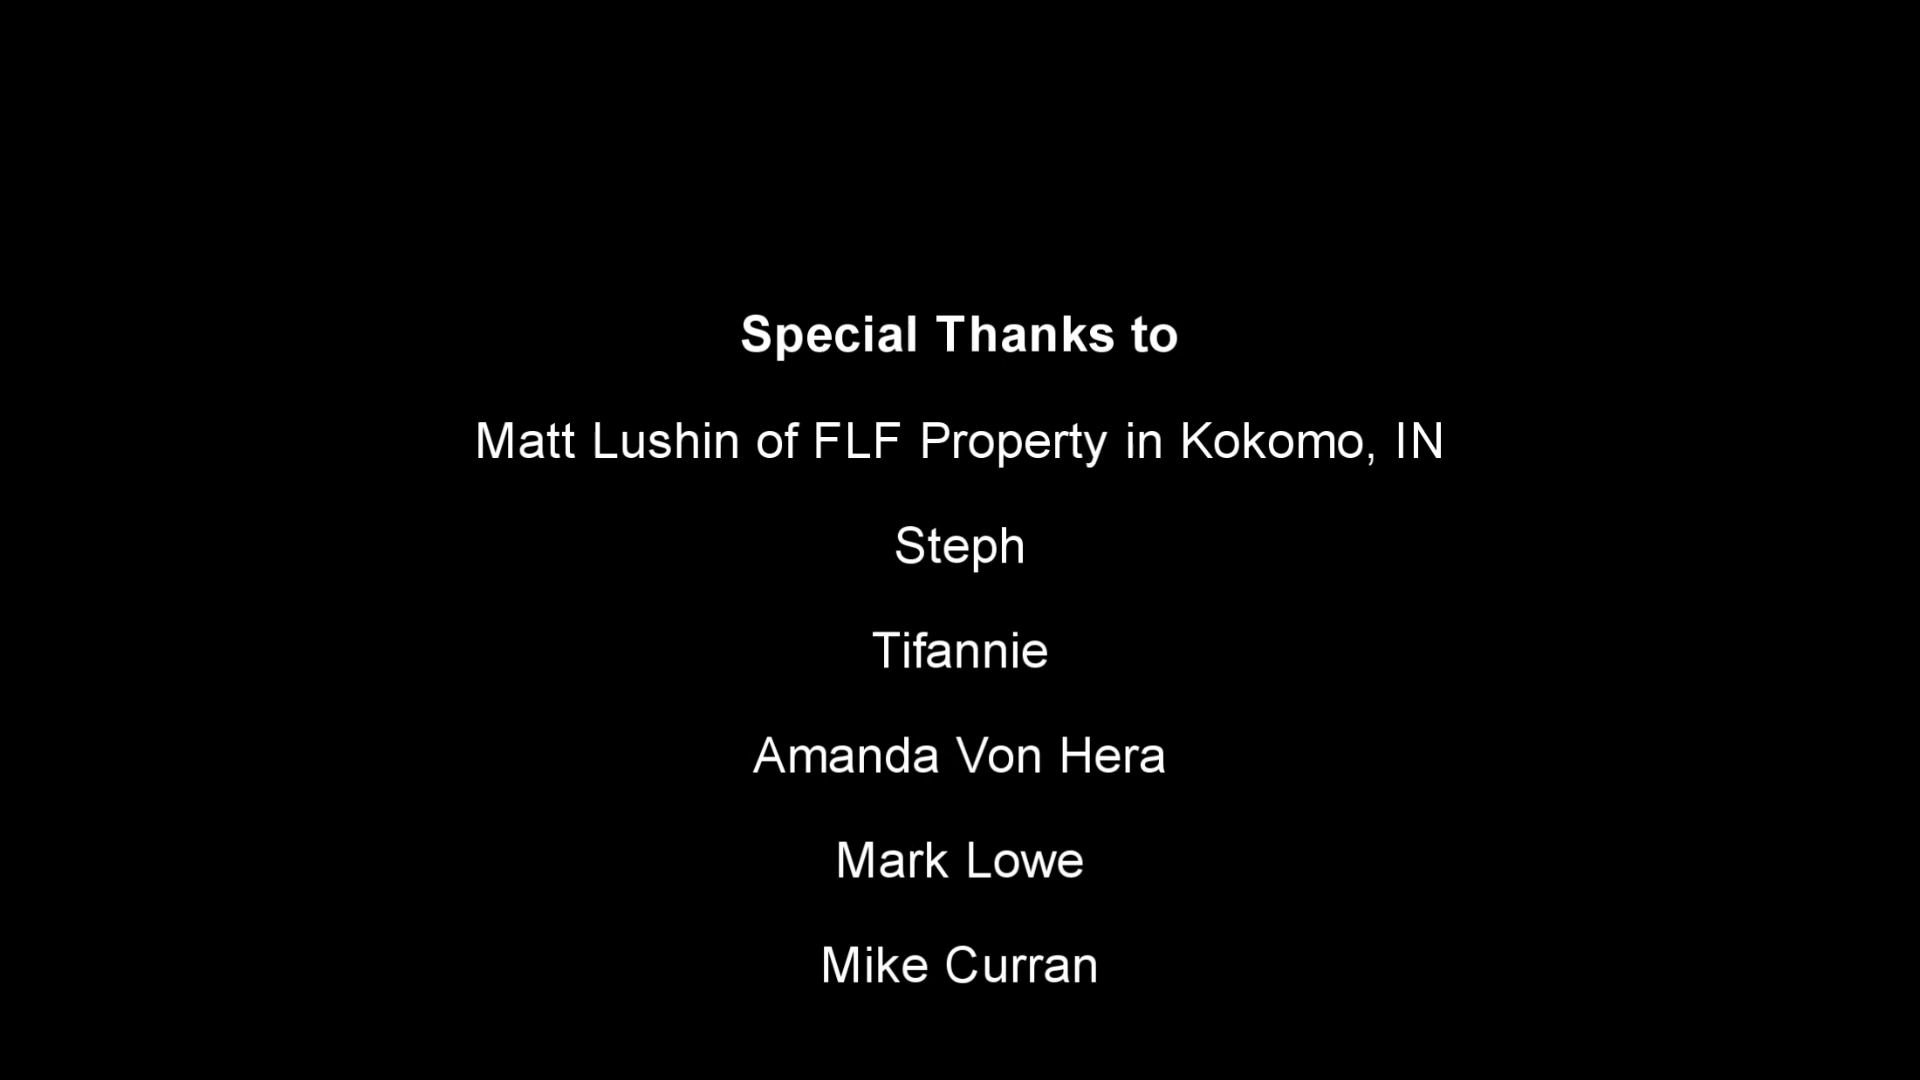 Special Thanks to
Matt Lushin of FLF Property in Kokomo, IN
Steph
Tifannie
Amanda Von Hera
Mark Lowe
Mike Curran